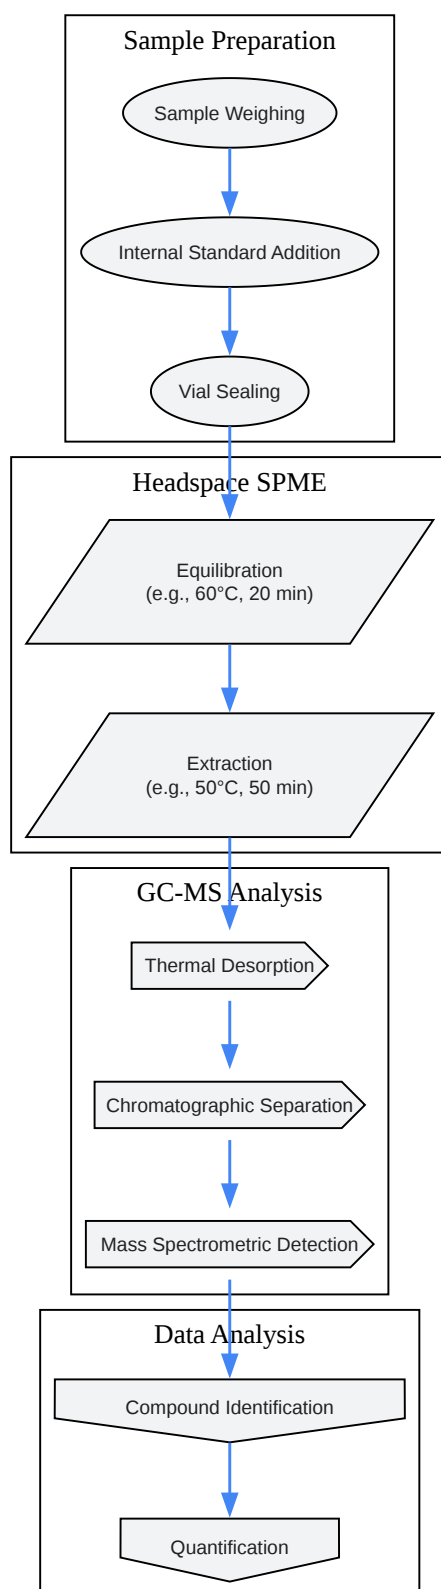 Sample Preparation
Sample Weighing
Internal Standard Addition
Vial Sealing
Headspace SPME
Equilibration
(e.g., 60°C, 20 min)
Extraction
(e.g., 50°C, 50 min)
GC-MS Analysis
Thermal Desorption
Chromatographic Separation
Mass Spectrometric Detection
Data Analysis
Compound Identification
Quantification